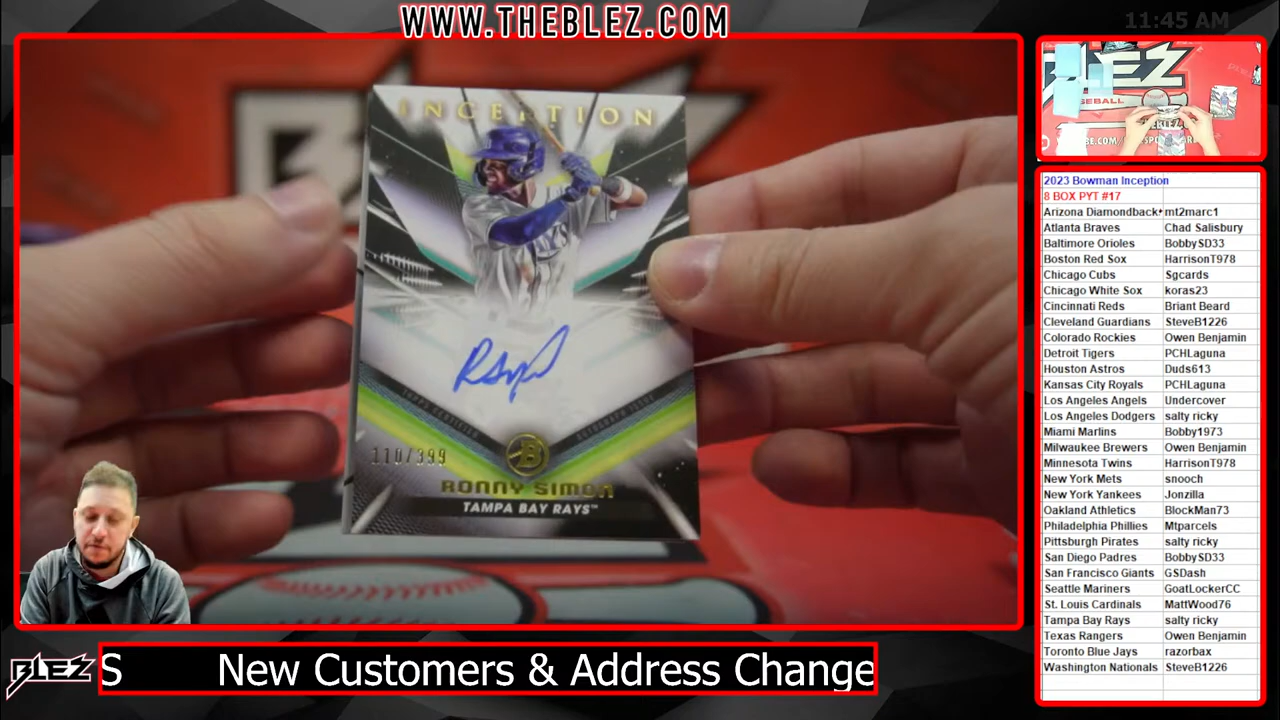 WWW.THEBLEZ.COM
11:45 AM
INCEPTION
110/399
RONNY SIMON
TAMPA BAY RAYS™
BLEZ
S New Customers & Address Change
BLEZ
2023 Bowman Inception
8 BOX PYT #17
Arizona Diamondback mt2marc1
Atlanta Braves Chad Salisbury
Baltimore Orioles BobbySD33
Boston Red Sox HarrisonT978
Chicago Cubs Sgcards
Chicago White Sox koras23
Cincinnati Reds Briant Beard
Cleveland Guardians SteveB1226
Colorado Rockies Owen Benjamin
Detroit Tigers PCHLaguna
Houston Astros Duds613
Kansas City Royals PCHLaguna
Los Angeles Angels Undercover
Los Angeles Dodgers salty ricky
Miami Marlins Bobby1973
Milwaukee Brewers Owen Benjamin
Minnesota Twins HarrisonT978
New York Mets snooch
New York Yankees Jonzilla
Oakland Athletics BlockMan73
Philadelphia Phillies Mtparcels
Pittsburgh Pirates salty ricky
San Diego Padres BobbySD33
San Francisco Giants GSDash
Seattle Mariners GoatLockerCC
St. Louis Cardinals MattWood76
Tampa Bay Rays salty ricky
Texas Rangers Owen Benjamin
Toronto Blue Jays razorbax
Washington Nationals SteveB1226